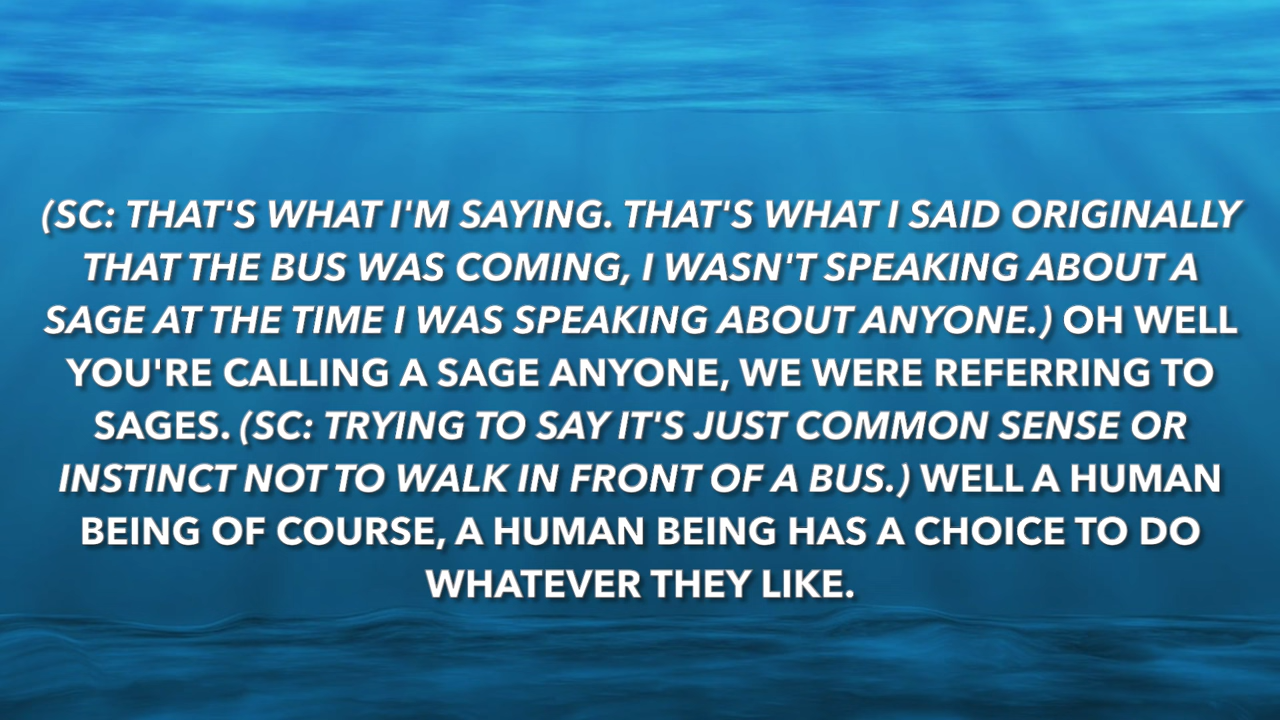 (SC: THAT'S WHAT I'M SAYING. THAT'S WHAT I SAID ORIGINALLY
THAT THE BUS WAS COMING, I WASN'T SPEAKING ABOUT A
SAGE AT THE TIME I WAS SPEAKING ABOUT ANYONE.) OH WELL
YOU'RE CALLING A SAGE ANYONE, WE WERE REFERRING TO
SAGES. (SC: TRYING TO SAY IT'S JUST COMMON SENSE OR
INSTINCT NOT TO WALK IN FRONT OF A BUS.) WELL A HUMAN
BEING OF COURSE, A HUMAN BEING HAS A CHOICE TO DO
WHATEVER THEY LIKE.